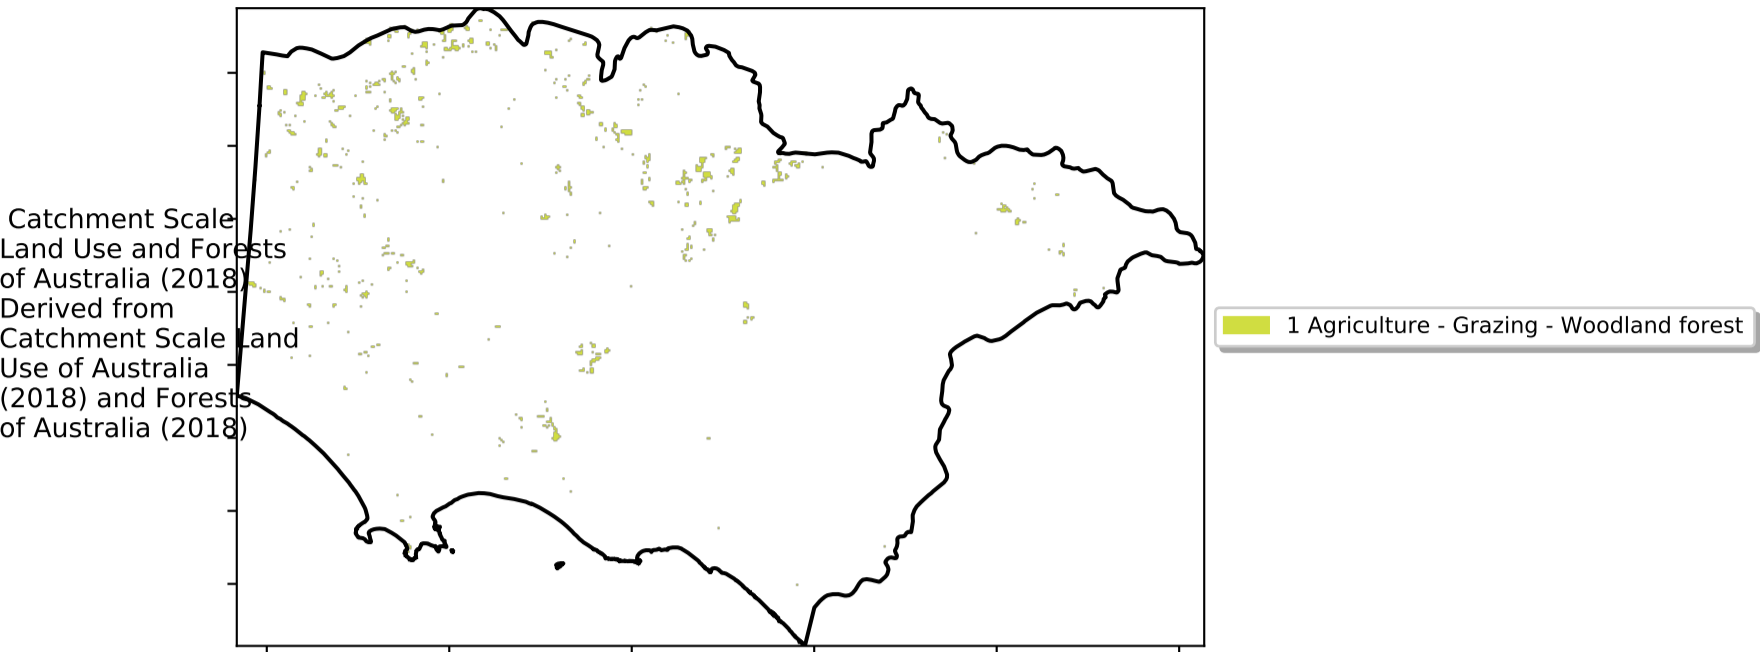 Catchment Scale
Land Use and Forests
of Australia (2018)
Derived from
Catchment Scale Land
Use of Australia
(2018) and Forests
of Australia (2018)
1 Agriculture - Grazing - Woodland forest